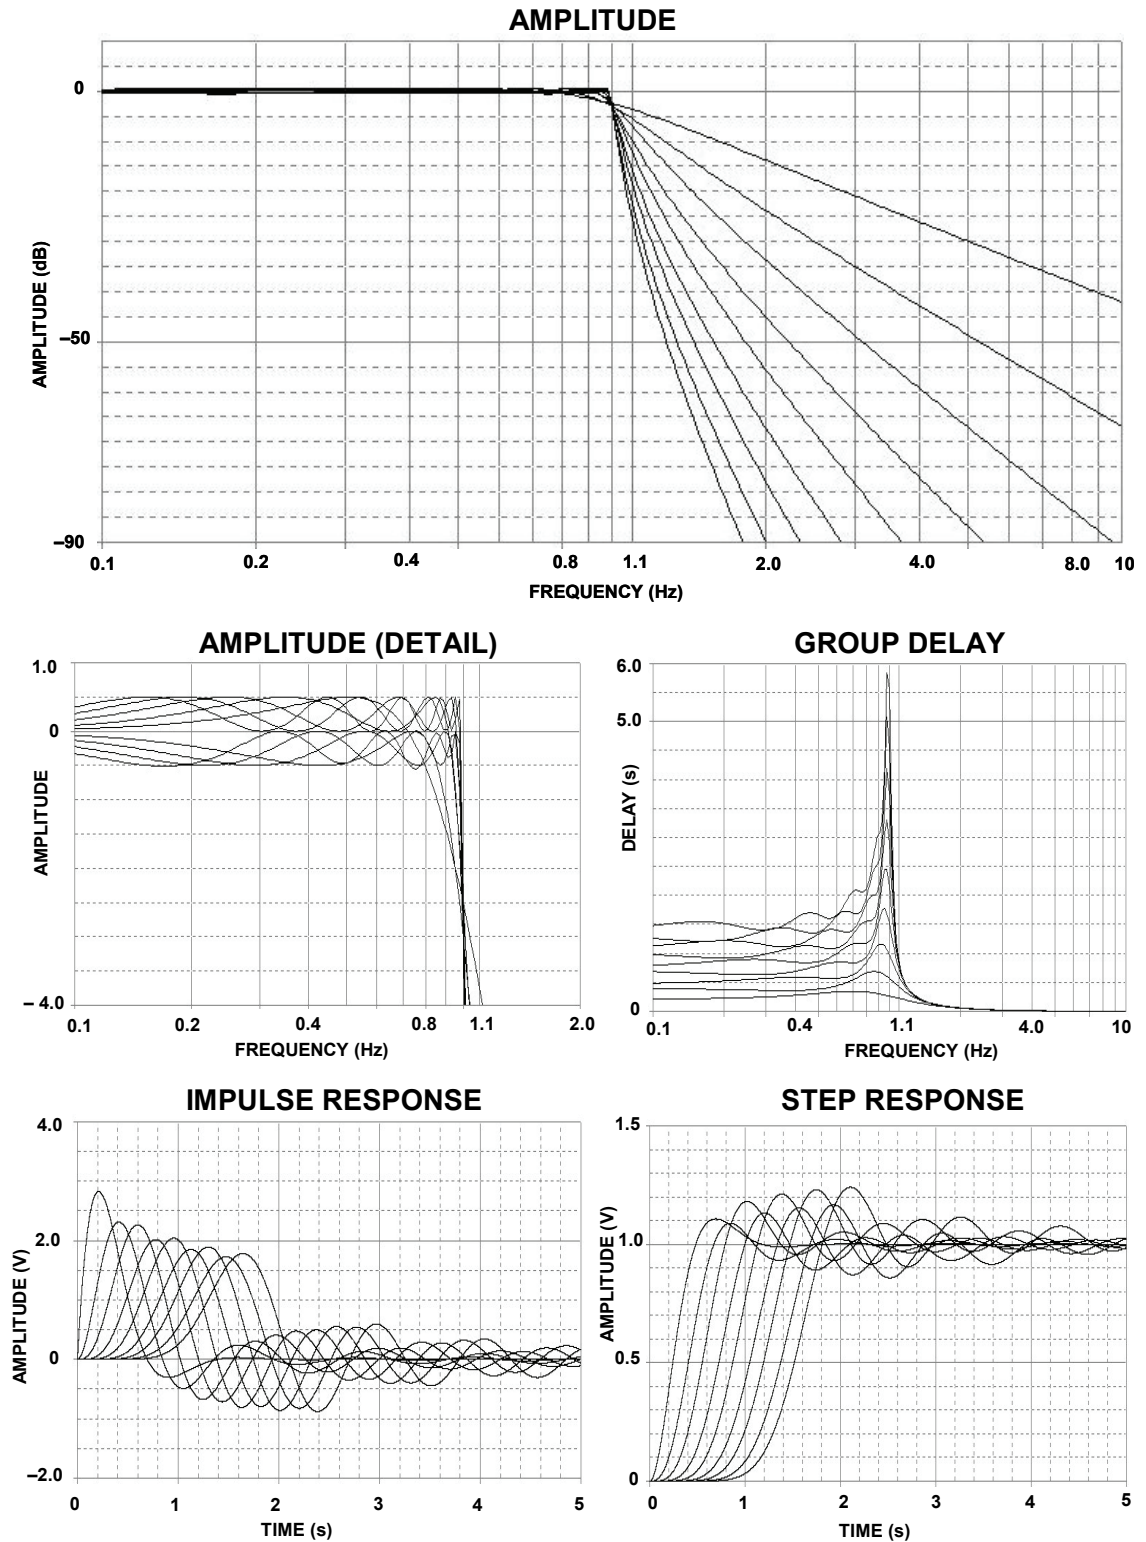 AMPLITUDE
0
–50
–90
AMPLITUDE (dB)
0.1 0.2 0.4 0.8 1.1 2.0 4.0 8.0 10
FREQUENCY (Hz)
AMPLITUDE (DETAIL)
1.0
0
– 4.0
AMPLITUDE
0.1 0.2 0.4 0.8 1.1 2.0
FREQUENCY (Hz)
GROUP DELAY
6.0
5.0
0
DELAY (s)
0.1 0.4 1.1 4.0 10
FREQUENCY (Hz)
IMPULSE RESPONSE
4.0
2.0
0
–2.0
AMPLITUDE (V)
0 1 2 3 4 5
TIME (s)
STEP RESPONSE
1.5
1.0
0.5
0
AMPLITUDE (V)
0 1 2 3 4 5
TIME (s)